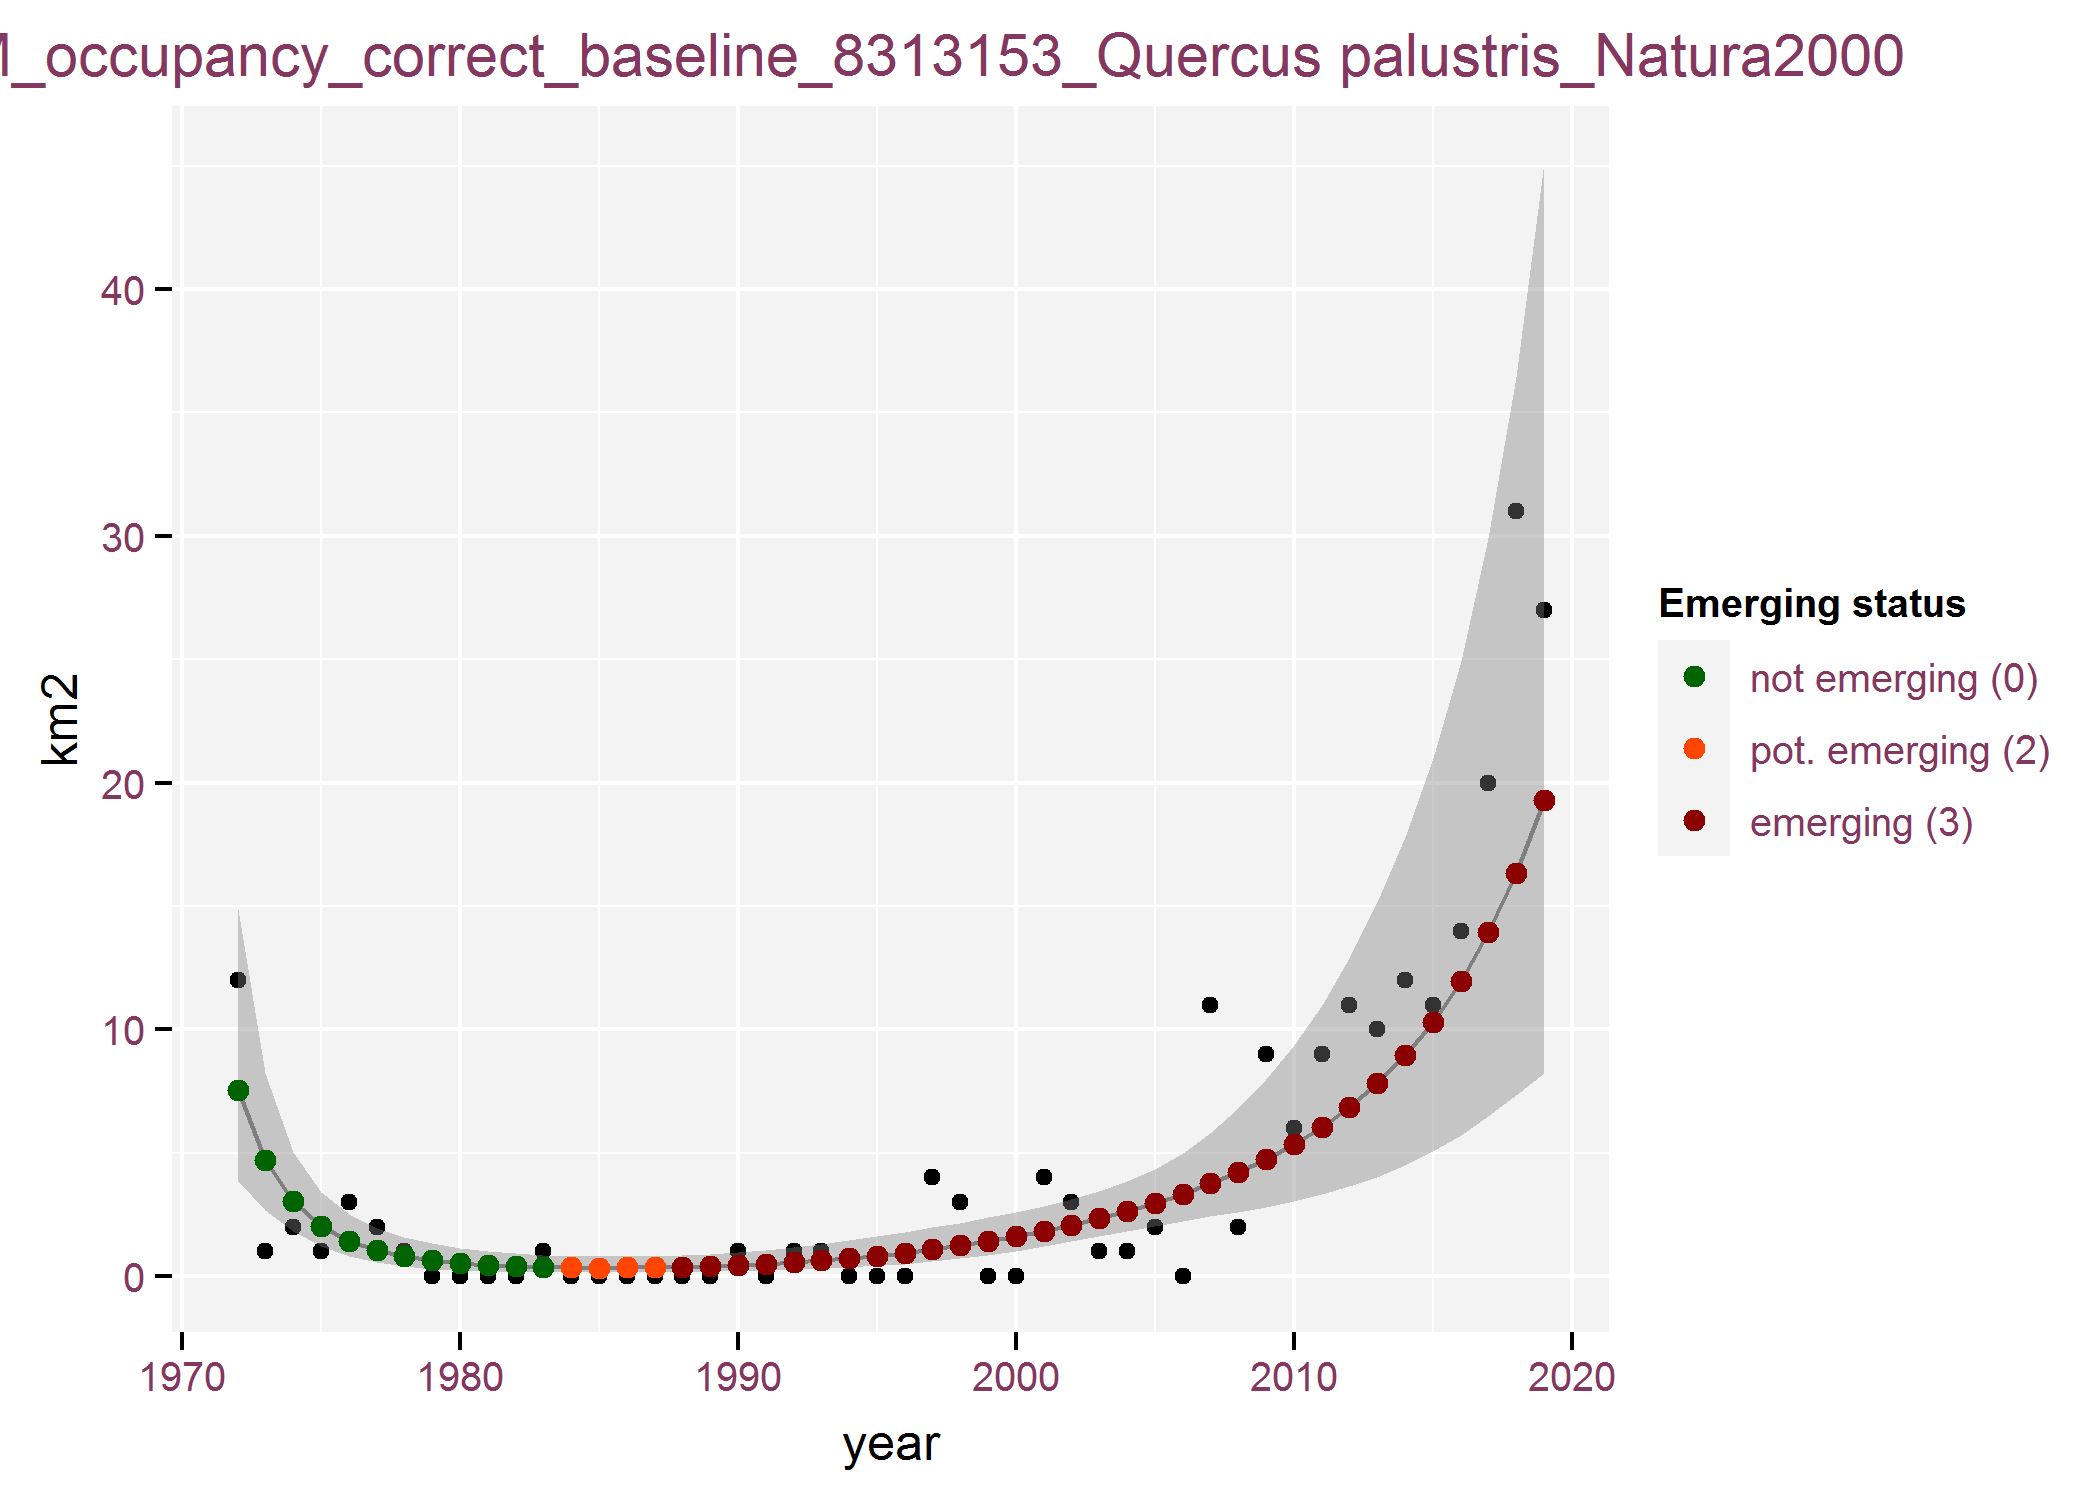 _occupancy_correct_baseline_8313153_Quercus palustris_Natura2000
40
30
20
10
0
km2
1970 1980 1990 2000 2010 2020
year
Emerging status
not emerging (0)
pot. emerging (2)
emerging (3)